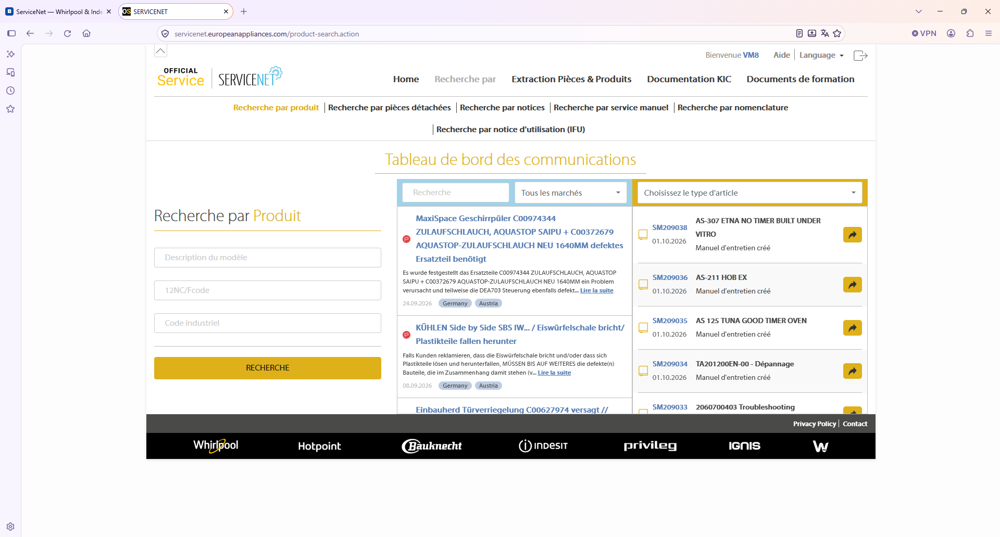 ServiceNet — Whirlpool & Inde
OS SERVICENET
servicenet.europeanappliances.com/product-search.action
VPN
Bienvenue VM8 Aide Language
OFFICIAL
Service
SERVICENET
Home Recherche par Extraction Pièces & Produits Documentation KIC Documents de formation
Recherche par produit Recherche par pièces détachées Recherche par notices Recherche par service manuel Recherche par nomenclature
Recherche par notice d'utilisation (IFU)
Tableau de bord des communications
Recherche par Produit
Description du modèle
12NC/Fcode
Code industriel
RECHERCHE
Recherche Tous les marchés
MaxiSpace Geschirrpüler C00974344
ZULAUFSCHLAUCH, AQUASTOP SAIPU + C00372679
AQUASTOP-ZULAUFSCHLAUCH NEU 1640MM defektes
Ersatzteil benötigt
Es wurde festgestellt das Ersatzteile C00974344 ZULAUFSCHLAUCH, AQUASTOP
SAIPU + C00372679 AQUASTOP-ZULAUFSCHLAUCH NEU 1640MM ein Problem
verursacht und teilweise die DEA703 Steuerung ebenfalls defekt... Lire la suite
24.09.2026 Germany Austria
KÜHLEN Side by Side SBS IW... / Eiswürfelschale bricht/
Plastikteile fallen herunter
Falls Kunden reklamieren, dass die Eiswürfelschale bricht und/oder dass sich
Plastikteile lösen und herunterfallen, MÜSSEN BIS AUF WEITERES die defekte(n)
Bauteile, die im Zusammenhang damit stehen (v... Lire la suite
08.09.2026 Germany Austria
Einbauherd Türverriegelung C00627974 versagt //
Choisissez le type d'article
SM209038
01.10.2026
AS-307 ETNA NO TIMER BUILT UNDER
VITRO
Manuel d'entretien créé
SM209036 AS-211 HOB EX
01.10.2026 Manuel d'entretien créé
SM209035 AS 125 TUNA GOOD TIMER OVEN
01.10.2026 Manuel d'entretien créé
SM209034 TA201200EN-00 - Dépannage
01.10.2026 Manuel d'entretien créé
SM209033 2060700403 Troubleshooting
Privacy Policy Contact
Whirlpool Hotpoint Bauknecht INDESIT privileg IGNIS W